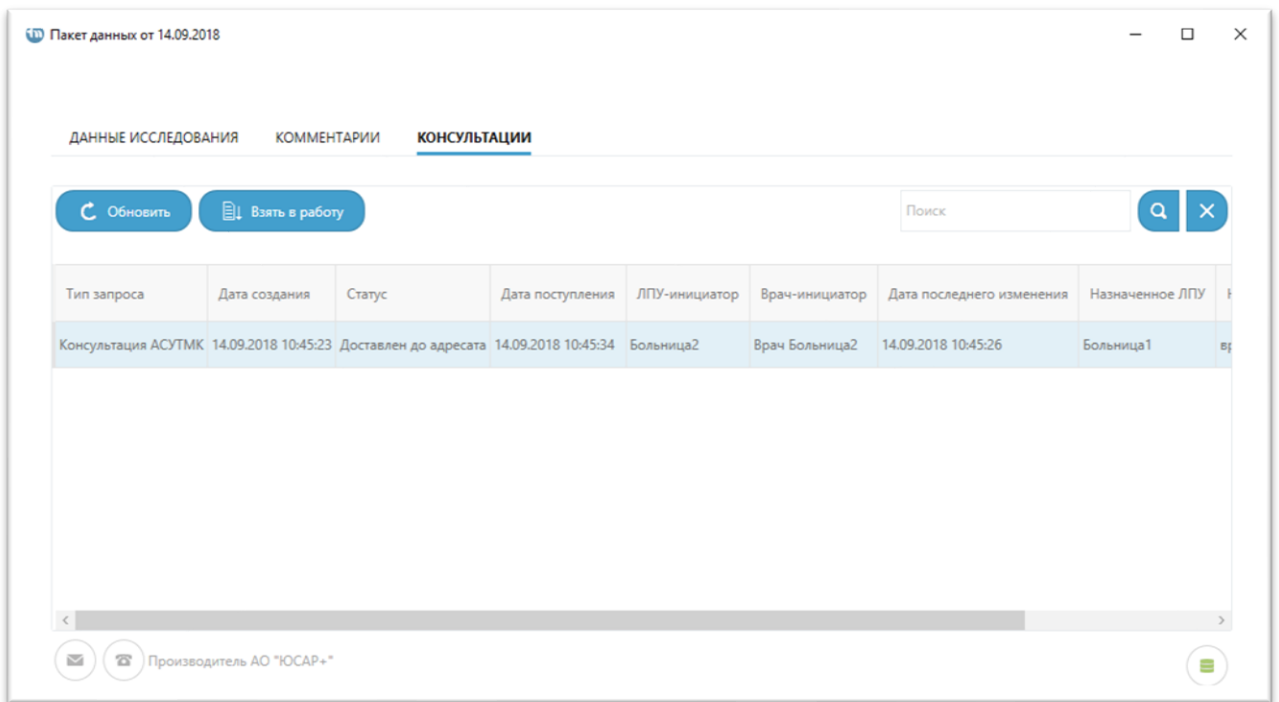 Пакет данных от 14.09.2018
ДАННЫЕ ИССЛЕДОВАНИЯ КОММЕНТАРИИ КОНСУЛЬТАЦИИ
Обновить Взять в работу Поиск
Тип запроса Дата создания Статус Дата поступления ЛПУ-инициатор Врач-инициатор Дата последнего изменения Назначенное ЛПУ
Консультация АСУТМК 14.09.2018 10:45:23 Доставлен до адресата 14.09.2018 10:45:34 Больница2 Врач Больница2 14.09.2018 10:45:26 Больница1
Производитель АО "ЮСАР+"